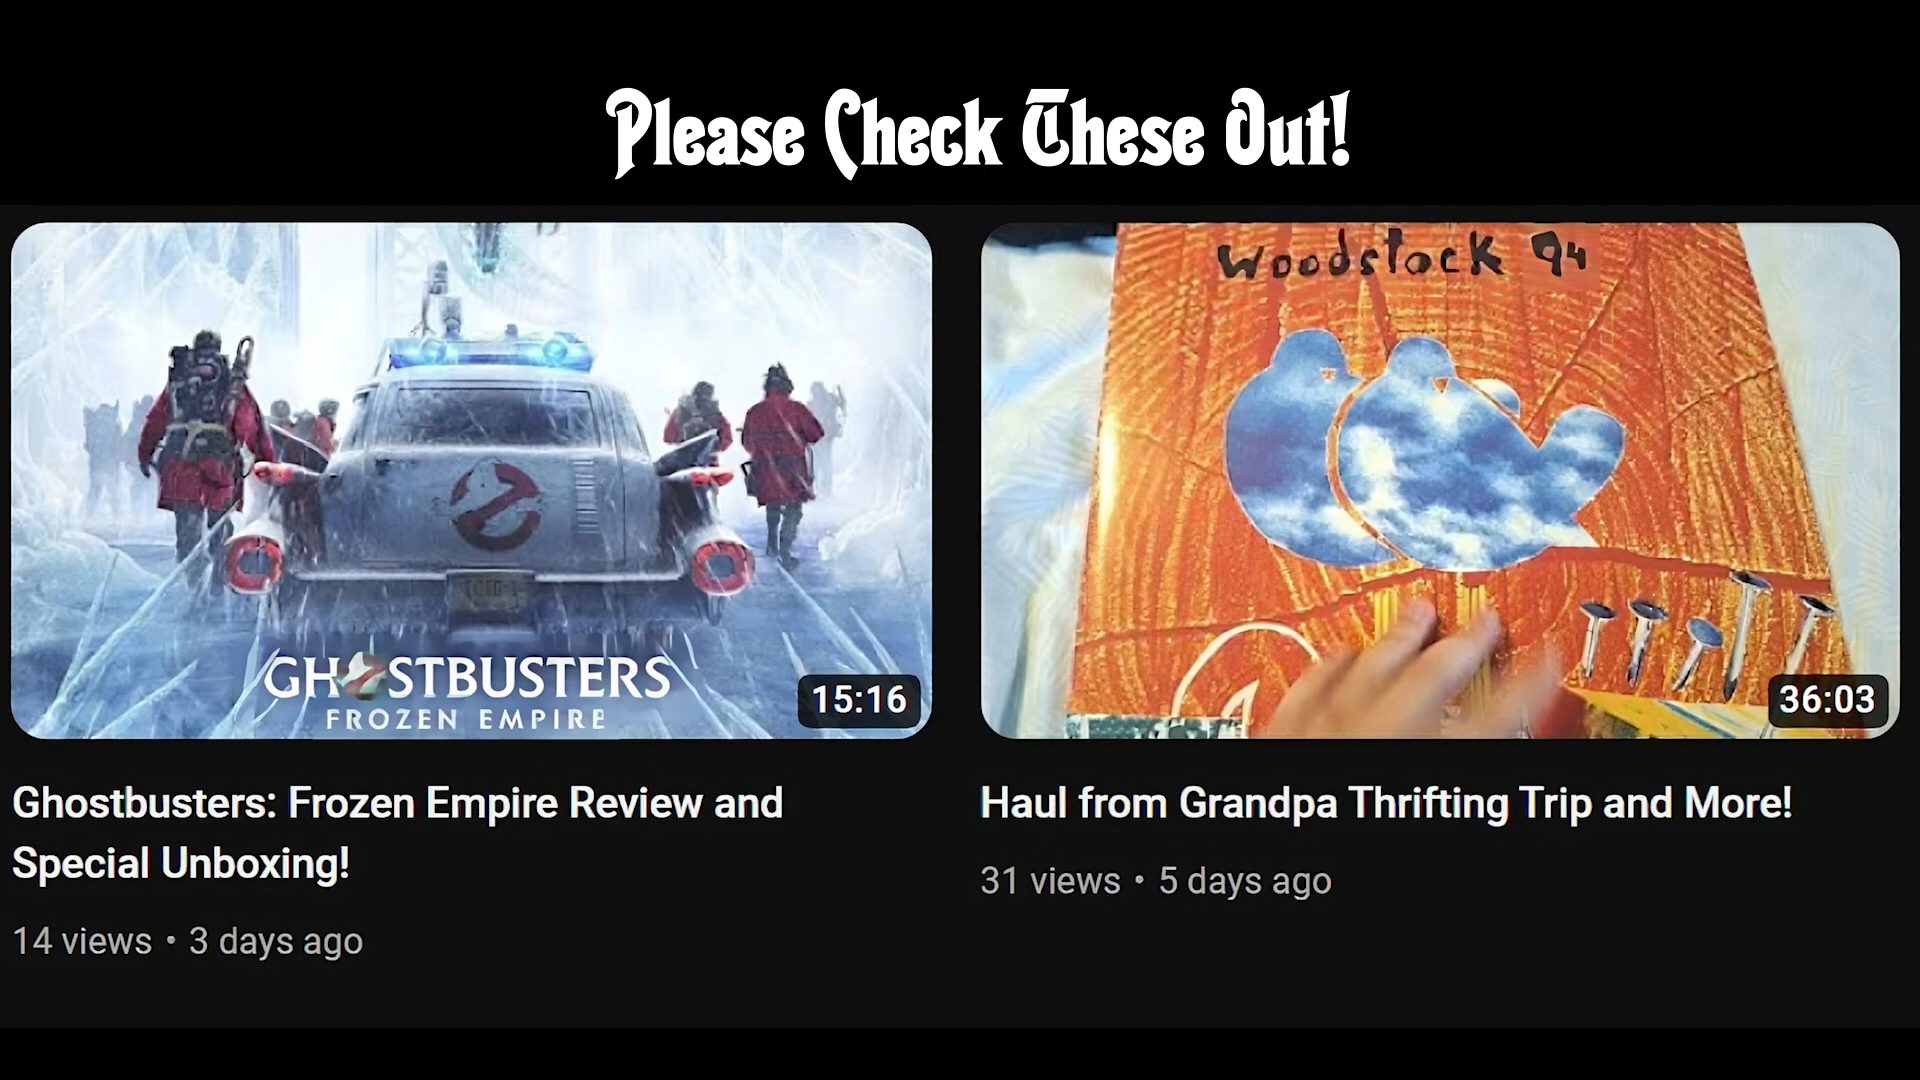 Please Check These Out!
Woodstock 94
GHOSTBUSTERS
FROZEN EMPIRE
15:16
36:03
Ghostbusters: Frozen Empire Review and
Special Unboxing!
14 views • 3 days ago
Haul from Grandpa Thrifting Trip and More!
31 views • 5 days ago